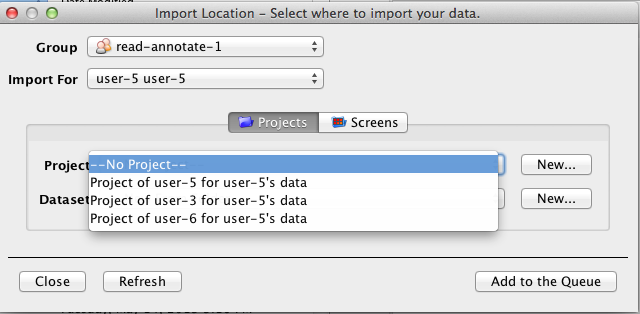 Import Location - Select where to import your data.
Group read-annotate-1
Import For user-5 user-5
Projects Screens
Project --No Project-- New...
Project of user-5 for user-5's data
Dataset Project of user-3 for user-5's data New...
Project of user-6 for user-5's data
Close Refresh Add to the Queue